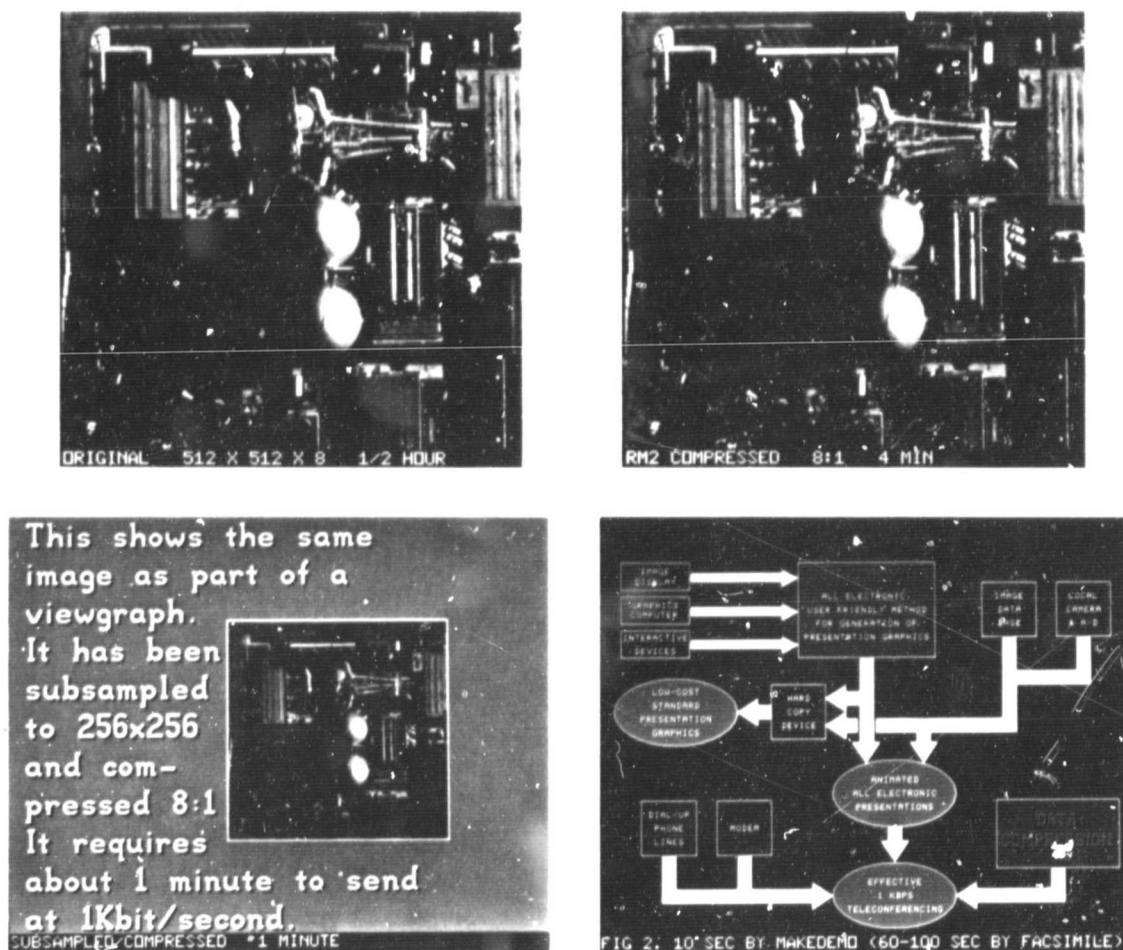 ORIGINAL 512 X 512 X 8 1/2 HOUR
RM2 COMPRESSED 8:1 4 MIN
This shows the same
image as part of a
viewgraph.
It has been
subsampled
to 256x256
and com-
pressed 8:1
It requires
about 1 minute to send
at 1Kbit/second.
SUBSAMPLED/COMPRESSED 1 MINUTE
IMAGE
DISPLAY
GRAPHICS
COMPUTER
INTERACTIVE
DEVICES
ALL ELECTRONIC,
USER FRIENDLY METHOD
FOR GENERATION OF
PRESENTATION GRAPHICS
IMAGE
DATA
BASE
LOCAL
CAMERA
& A/D
LOW-COST
STANDARD
PRESENTATION
GRAPHICS
HARD
COPY
DEVICE
ANIMATED
ALL ELECTRONIC
PRESENTATIONS
DIAL-UP
PHONE
LINES
MODEM
DATA
COMPRESSION
EFFECTIVE
1 KBPS
TELECONFERENCING
FIG 2. 10 SEC BY MAKEDEMO (60-100 SEC BY FACSIMILE)